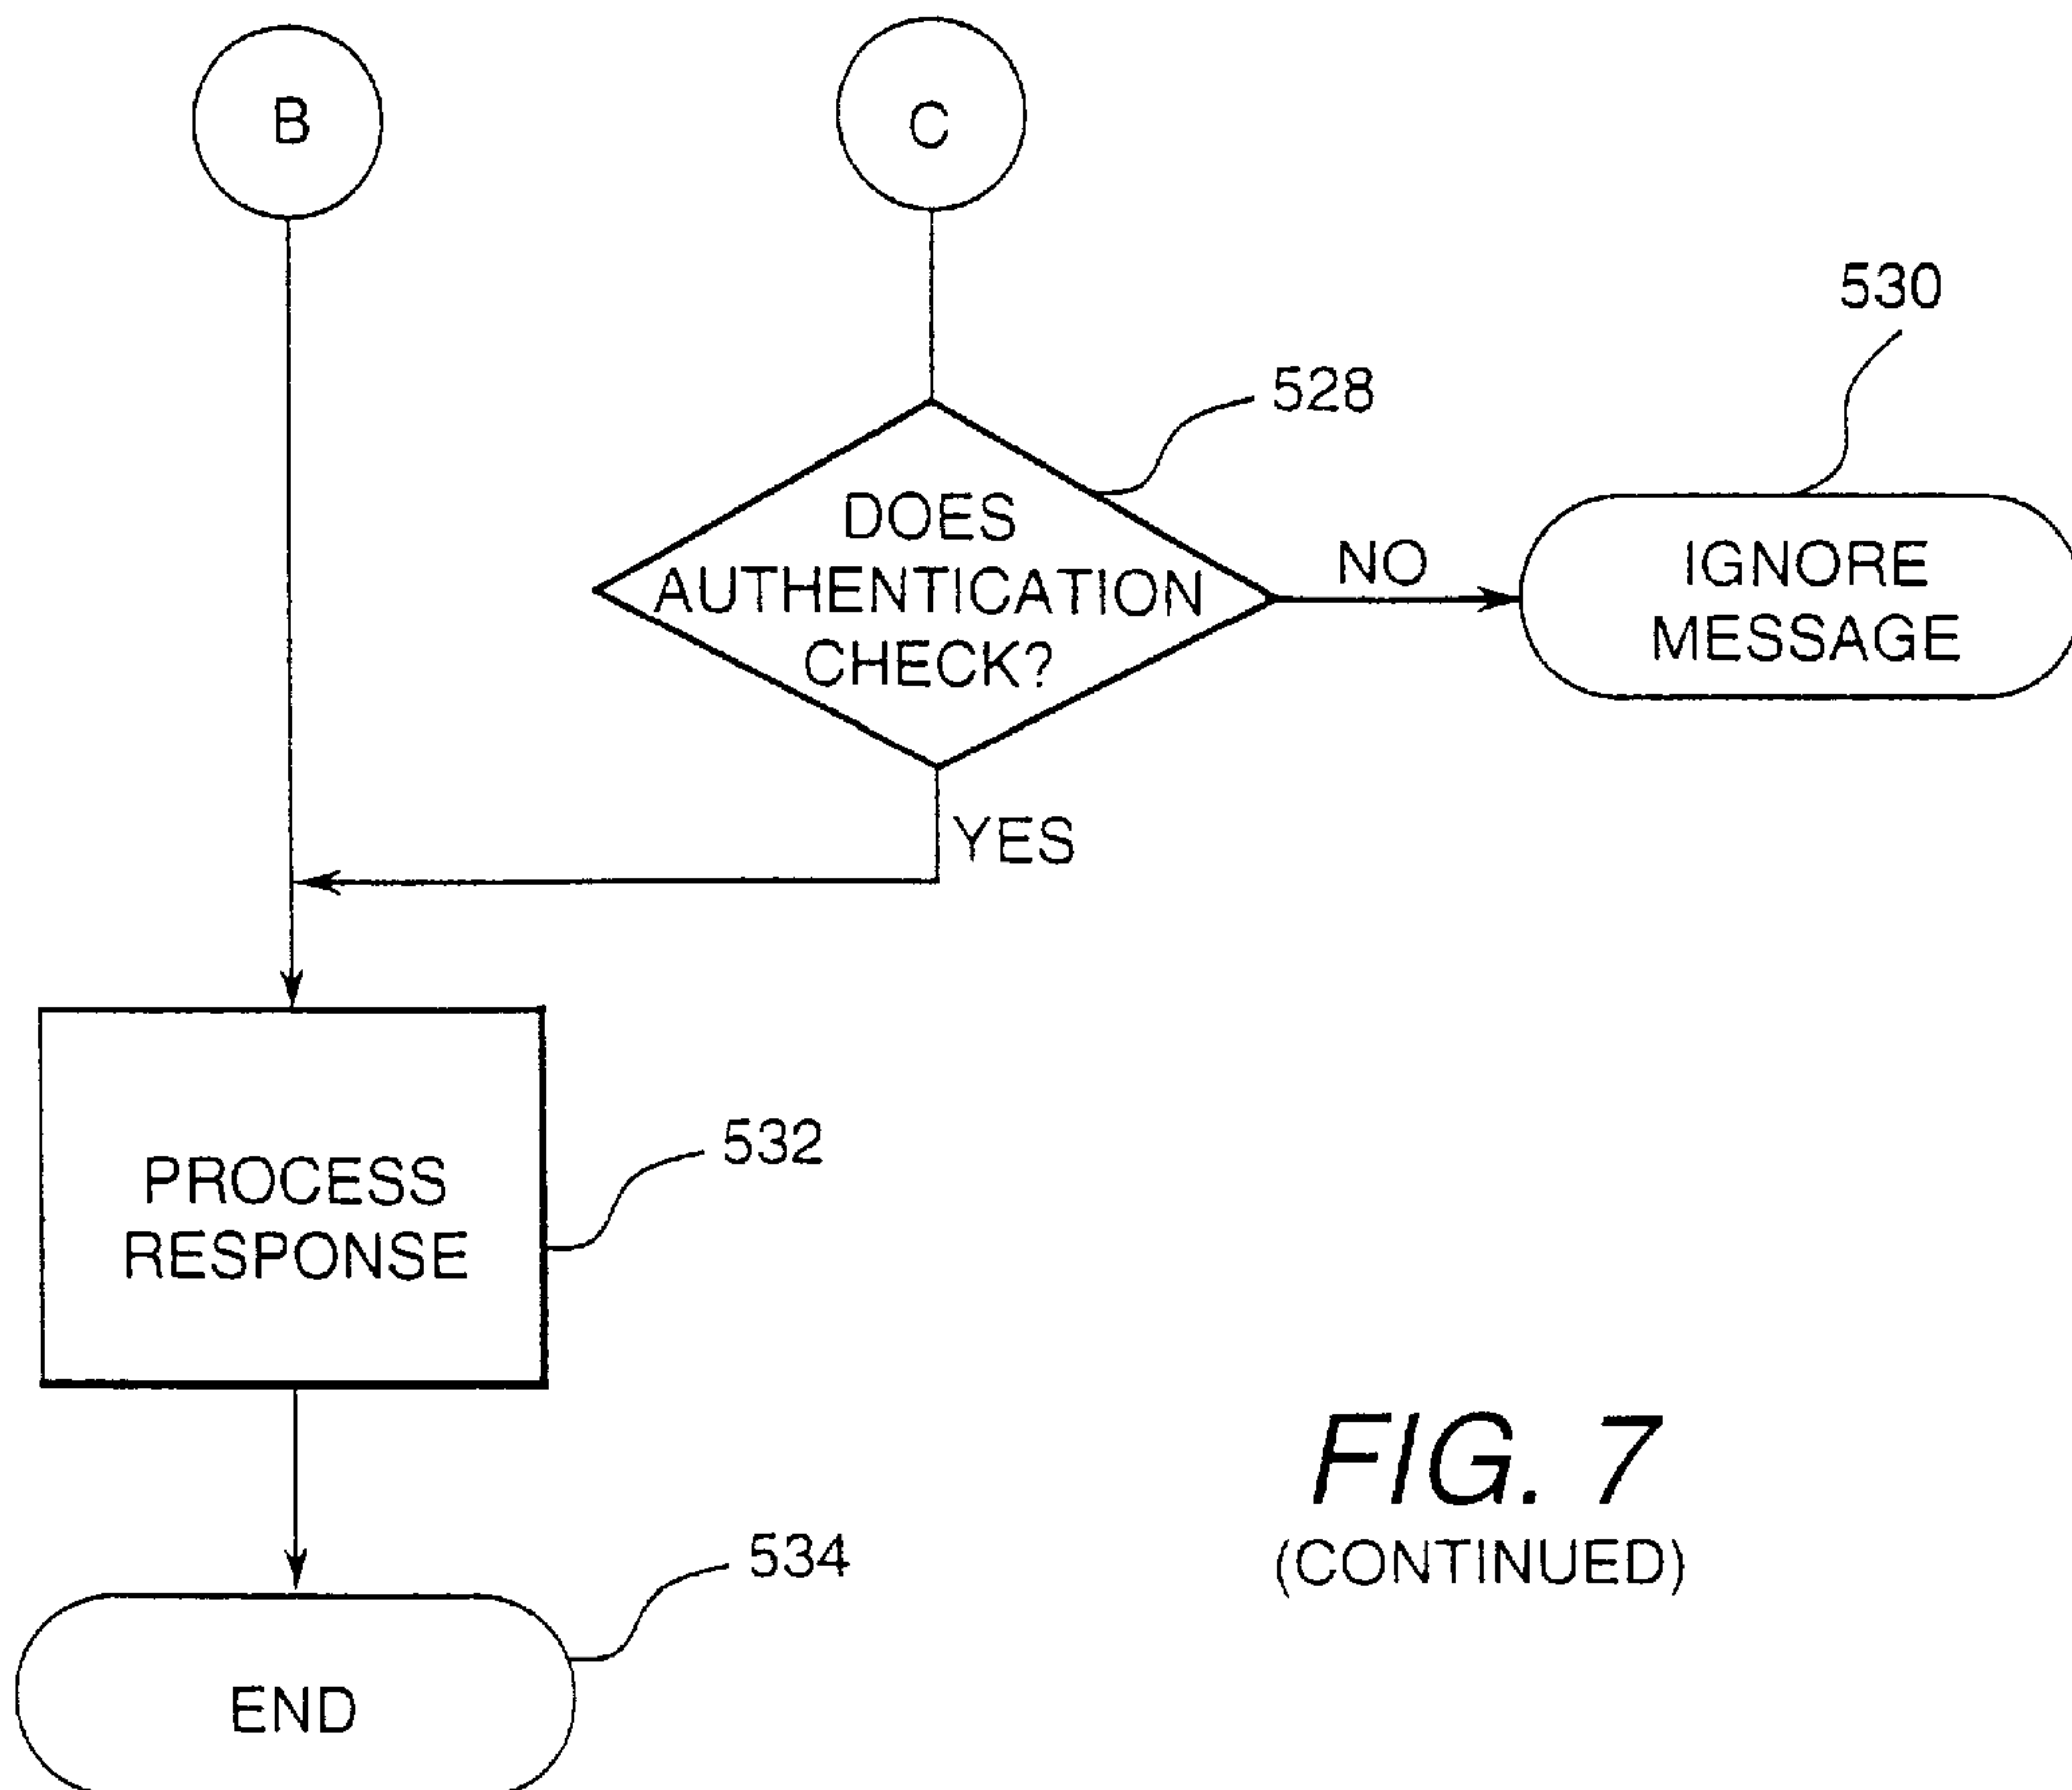 B
C
530
528
DOES
AUTHENTICATION
CHECK?
NO
IGNORE
MESSAGE
YES
532
PROCESS
RESPONSE
534
END
FIG. 7
(CONTINUED)